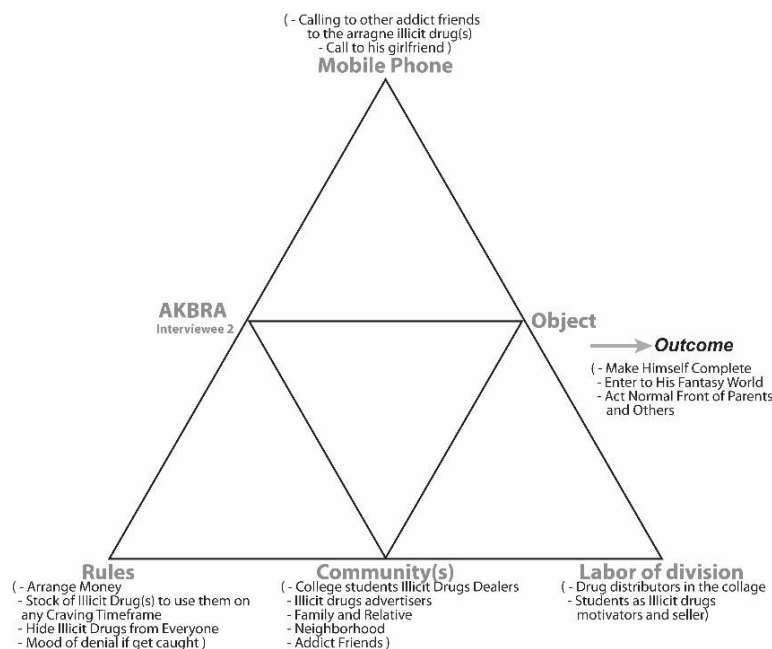 ( - Calling to other addict friends
to the arragne illicit drug(s)
- Call to his girlfriend )
Mobile Phone
AKBRA
Interviewee 2
Object
Outcome
( - Make Himself Complete
- Enter to His Fantasy World
- Act Normal Front of Parents
and Others
Rules
( - Arrange Money
- Stock of Illicit Drug(s) to use them on
any Craving Timeframe
- Hide Illicit Drugs from Everyone
- Mood of denial if get caught )
Community(s)
( - College students Illicit Drugs Dealers
- Illicit drugs advertisers
- Family and Relative
- Neighborhood
- Addict Friends )
Labor of division
( - Drug distributors in the collage
- Students as Illicit drugs
motivators and seller)